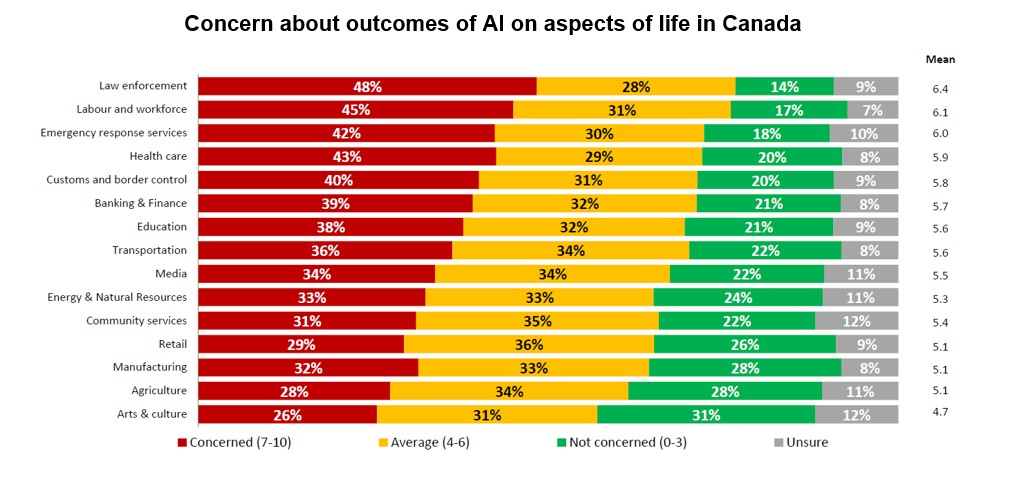 Concern about outcomes of AI on aspects of life in Canada
Mean
Law enforcement 48% 28% 14% 9% 6.4
Labour and workforce 45% 31% 17% 7% 6.1
Emergency response services 42% 30% 18% 10% 6.0
Health care 43% 29% 20% 8% 5.9
Customs and border control 40% 31% 20% 9% 5.8
Banking & Finance 39% 32% 21% 8% 5.7
Education 38% 32% 21% 9% 5.6
Transportation 36% 34% 22% 8% 5.6
Media 34% 34% 22% 11% 5.5
Energy & Natural Resources 33% 33% 24% 11% 5.3
Community services 31% 35% 22% 12% 5.4
Retail 29% 36% 26% 9% 5.1
Manufacturing 32% 33% 28% 8% 5.1
Agriculture 28% 34% 28% 11% 5.1
Arts & culture 26% 31% 31% 12% 4.7
Concerned (7-10) Average (4-6) Not concerned (0-3) Unsure